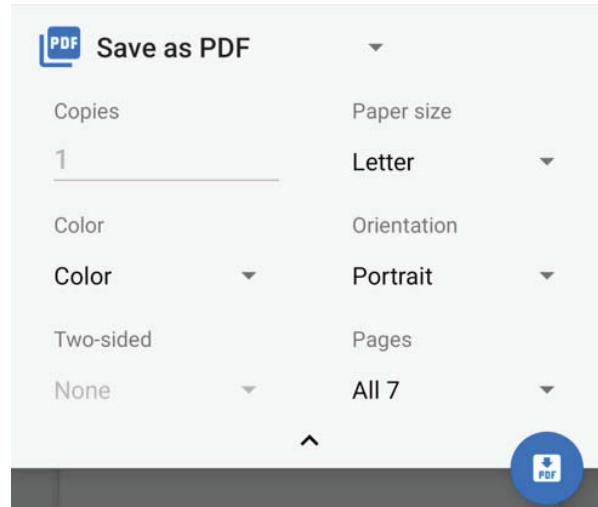 PDF Save as PDF
Copies Paper size
1 Letter
Color Orientation
Color Portrait
Two-sided Pages
None All 7
PDF